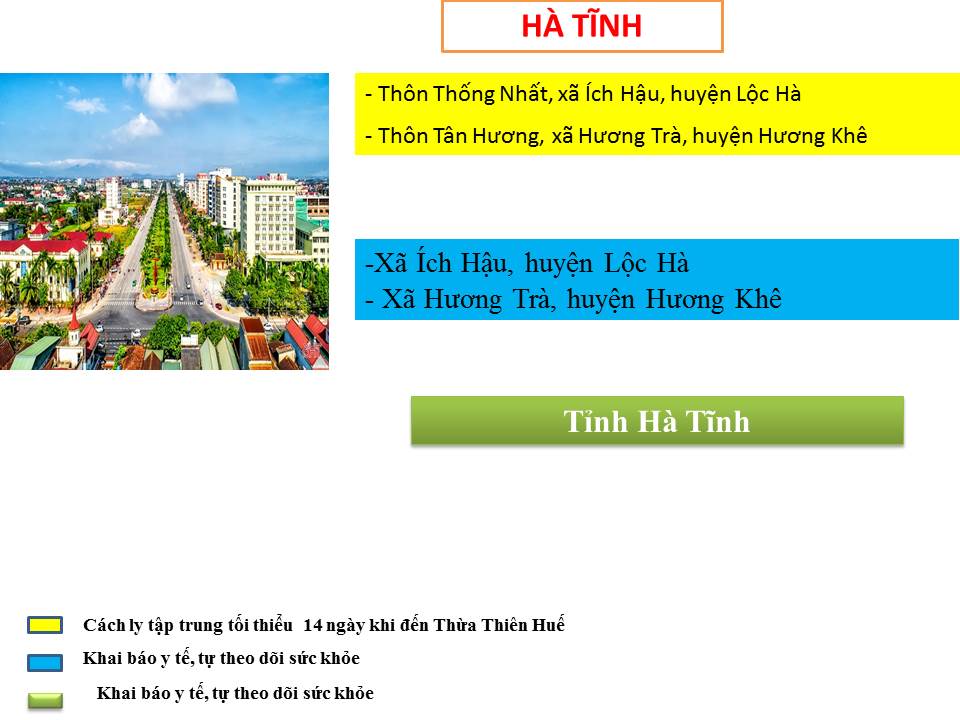 HÀ TĨNH
- Thôn Thống Nhất, xã Ích Hậu, huyện Lộc Hà
- Thôn Tân Hương, xã Hương Trà, huyện Hương Khê
-Xã Ích Hậu, huyện Lộc Hà
- Xã Hương Trà, huyện Hương Khê
Tỉnh Hà Tĩnh
Cách ly tập trung tối thiểu 14 ngày khi đến Thừa Thiên Huế
Khai báo y tế, tự theo dõi sức khỏe
Khai báo y tế, tự theo dõi sức khỏe